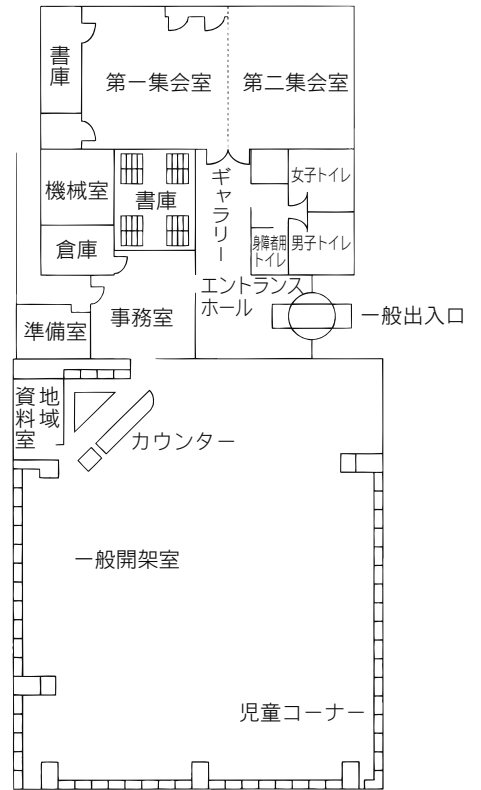 書庫
第一集会室
第二集会室
機械室
書庫
ギャラリー
女子トイレ
倉庫
身障者用
トイレ
男子トイレ
エントランス
ホール
一般出入口
準備室
事務室
地域
資料室
カウンター
一般開架室
児童コーナー